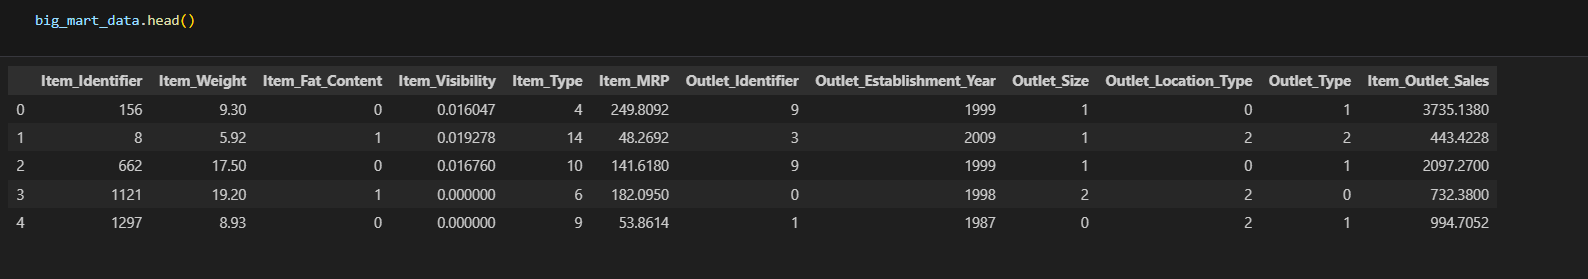 big_mart_data.head()
Item_Identifier Item_Weight Item_Fat_Content Item_Visibility Item_Type Item_MRP Outlet_Identifier Outlet_Establishment_Year Outlet_Size Outlet_Location_Type Outlet_Type Item_Outlet_Sales
0 156 9.30 0 0.016047 4 249.8092 9 1999 1 0 1 3735.1380
1 8 5.92 1 0.019278 14 48.2692 3 2009 1 2 2 443.4228
2 662 17.50 0 0.016760 10 141.6180 9 1999 1 0 1 2097.2700
3 1121 19.20 1 0.000000 6 182.0950 0 1998 2 2 0 732.3800
4 1297 8.93 0 0.000000 9 53.8614 1 1987 0 2 1 994.7052